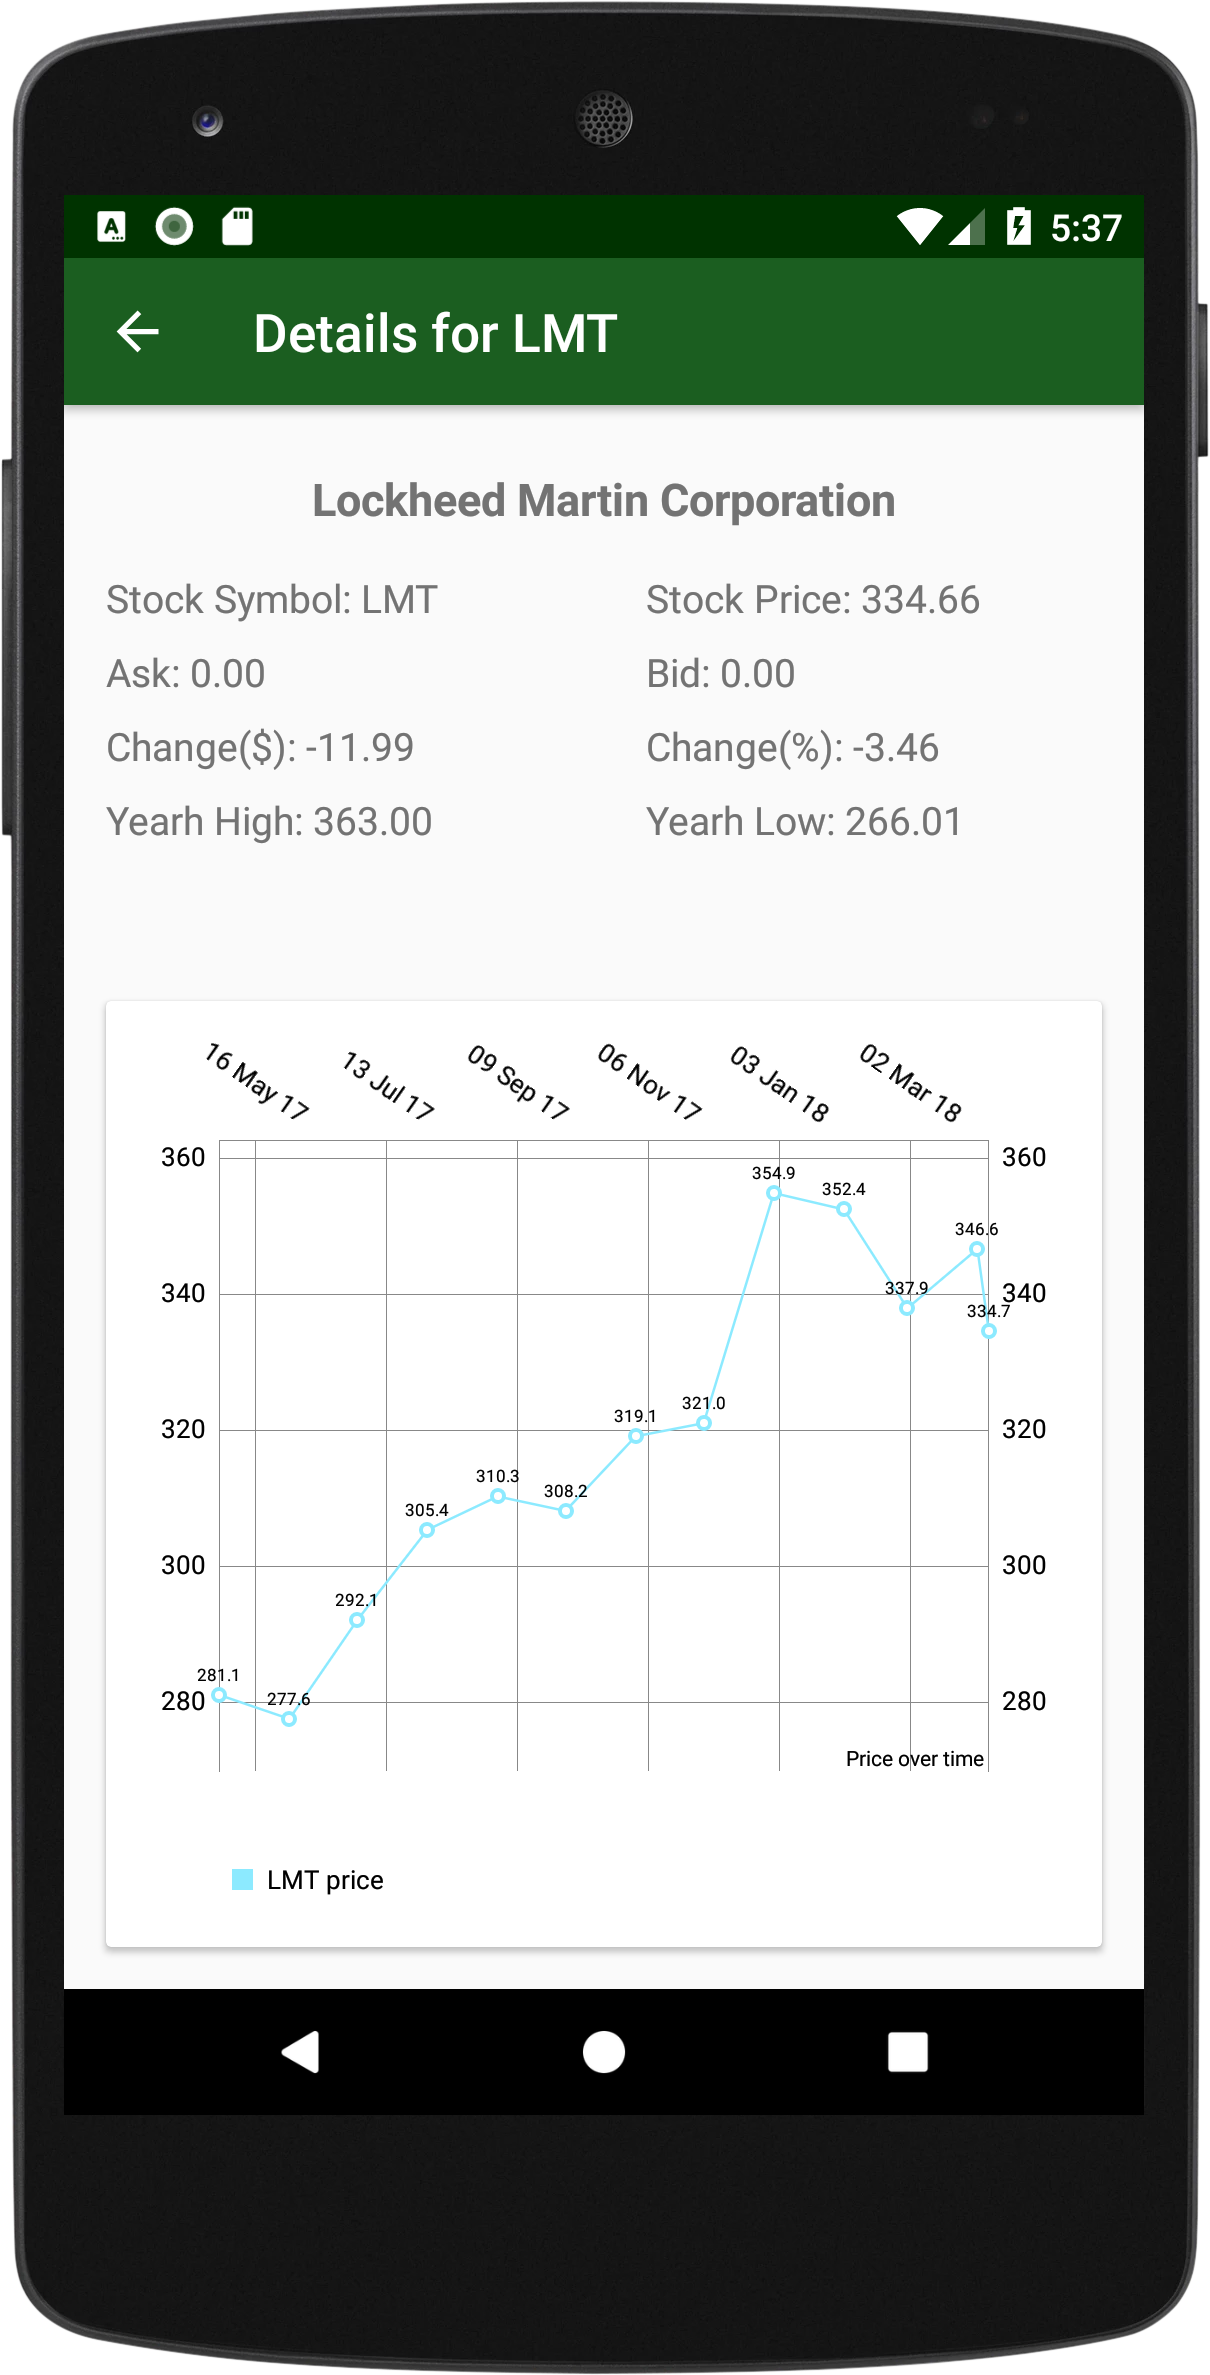 5:37
Details for LMT
Lockheed Martin Corporation
Stock Symbol: LMT Stock Price: 334.66
Ask: 0.00 Bid: 0.00
Change($): -11.99 Change(%): -3.46
Yearh High: 363.00 Yearh Low: 266.01
16 May 17 13 Jul 17 09 Sep 17 06 Nov 17 03 Jan 18 02 Mar 18
360 360
354.9
352.4
346.6
340 337.9 340
334.7
320 319.1 321.0 320
310.3
308.2
305.4
300 300
292.1
281.1
280 277.6 280
Price over time
LMT price